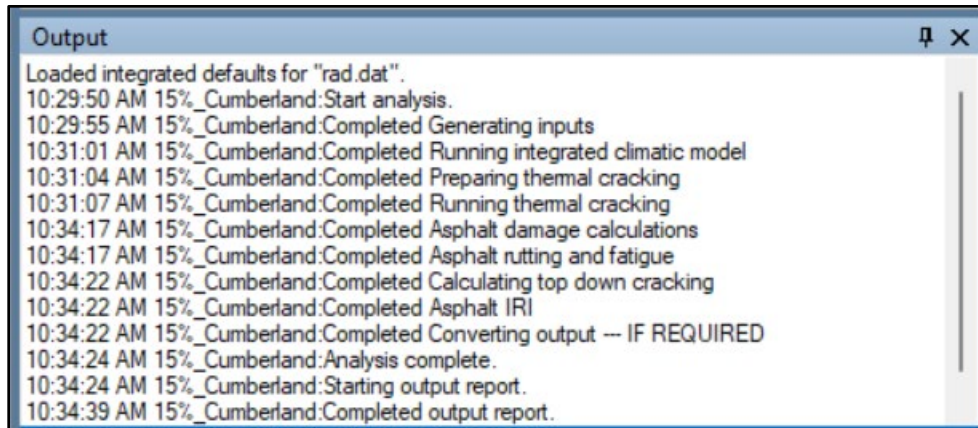 Output
Loaded integrated defaults for "rad.dat".
10:29:50 AM 15%_Cumberland:Start analysis.
10:29:55 AM 15%_Cumberland:Completed Generating inputs
10:31:01 AM 15%_Cumberland:Completed Running integrated climatic model
10:31:04 AM 15%_Cumberland:Completed Preparing thermal cracking
10:31:07 AM 15%_Cumberland:Completed Running thermal cracking
10:34:17 AM 15%_Cumberland:Completed Asphalt damage calculations
10:34:17 AM 15%_Cumberland:Completed Asphalt rutting and fatigue
10:34:22 AM 15%_Cumberland:Completed Calculating top down cracking
10:34:22 AM 15%_Cumberland:Completed Asphalt IRI
10:34:22 AM 15%_Cumberland:Completed Converting output --- IF REQUIRED
10:34:24 AM 15%_Cumberland:Analysis complete.
10:34:24 AM 15%_Cumberland:Starting output report.
10:34:39 AM 15%_Cumberland:Completed output report.